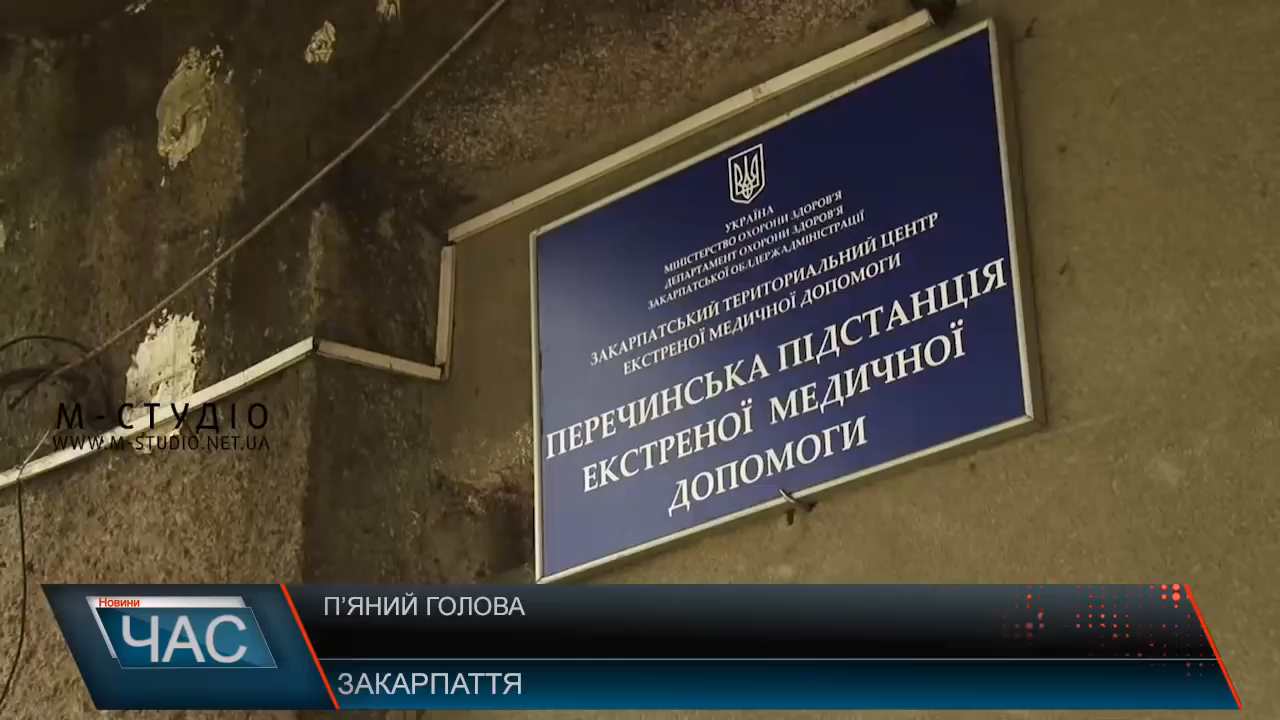 УКРАЇНА
МІНІСТЕРСТВО ОХОРОНИ ЗДОРОВ'Я
ДЕПАРТАМЕНТ ОХОРОНИ ЗДОРОВ'Я
ЗАКАРПАТСЬКОЇ ОБЛДЕРЖАДМІНІСТРАЦІЇ
ЗАКАРПАТСЬКИЙ ТЕРИТОРІАЛЬНИЙ ЦЕНТР
ЕКСТРЕНОЇ МЕДИЧНОЇ ДОПОМОГИ
ПЕРЕЧИНСЬКА ПІДСТАНЦІЯ
ЕКСТРЕНОЇ МЕДИЧНОЇ
ДОПОМОГИ
М-СТУДІО
WWW.M-STUDIO.NET.UA
Новини
ЧАС
П’ЯНИЙ ГОЛОВА
ЗАКАРПАТТЯ